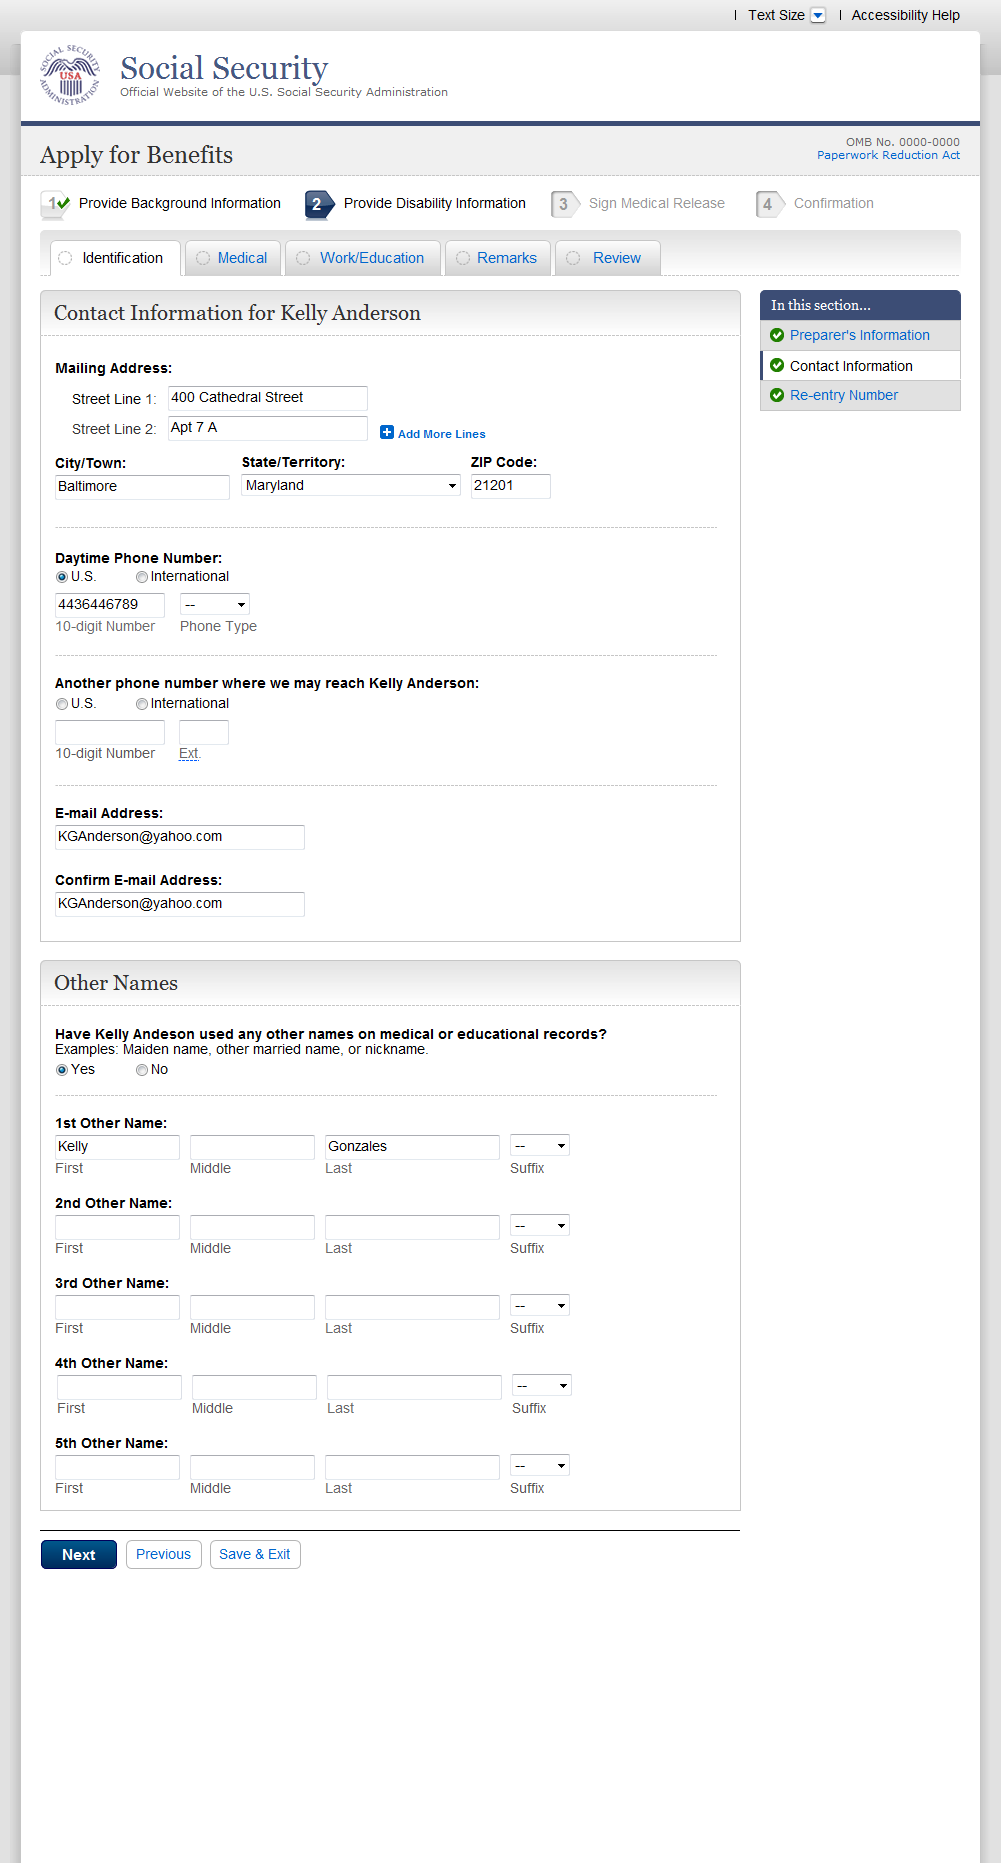 Text Size
Accessibility Help
SOCIAL SECURITY ADMINISTRATION
USA
Social Security
Official Website of the U.S. Social Security Administration
Apply for Benefits
OMB No. 0000-0000
Paperwork Reduction Act
1 Provide Background Information 2 Provide Disability Information 3 Sign Medical Release 4 Confirmation
Identification Medical Work/Education Remarks Review
Contact Information for Kelly Anderson
In this section...
Preparer's Information
Contact Information
Re-entry Number
Mailing Address:
Street Line 1: 400 Cathedral Street
Street Line 2: Apt 7 A Add More Lines
City/Town: State/Territory: ZIP Code:
Baltimore Maryland 21201
Daytime Phone Number:
U.S. International
4436446789 --
10-digit Number Phone Type
Another phone number where we may reach Kelly Anderson:
U.S. International
10-digit Number Ext.
E-mail Address:
KGAnderson@yahoo.com
Confirm E-mail Address:
KGAnderson@yahoo.com
Other Names
Have Kelly Andeson used any other names on medical or educational records?
Examples: Maiden name, other married name, or nickname.
Yes No
1st Other Name:
Kelly Gonzales --
First Middle Last Suffix
2nd Other Name:
--
First Middle Last Suffix
3rd Other Name:
--
First Middle Last Suffix
4th Other Name:
--
First Middle Last Suffix
5th Other Name:
--
First Middle Last Suffix
Next Previous Save & Exit